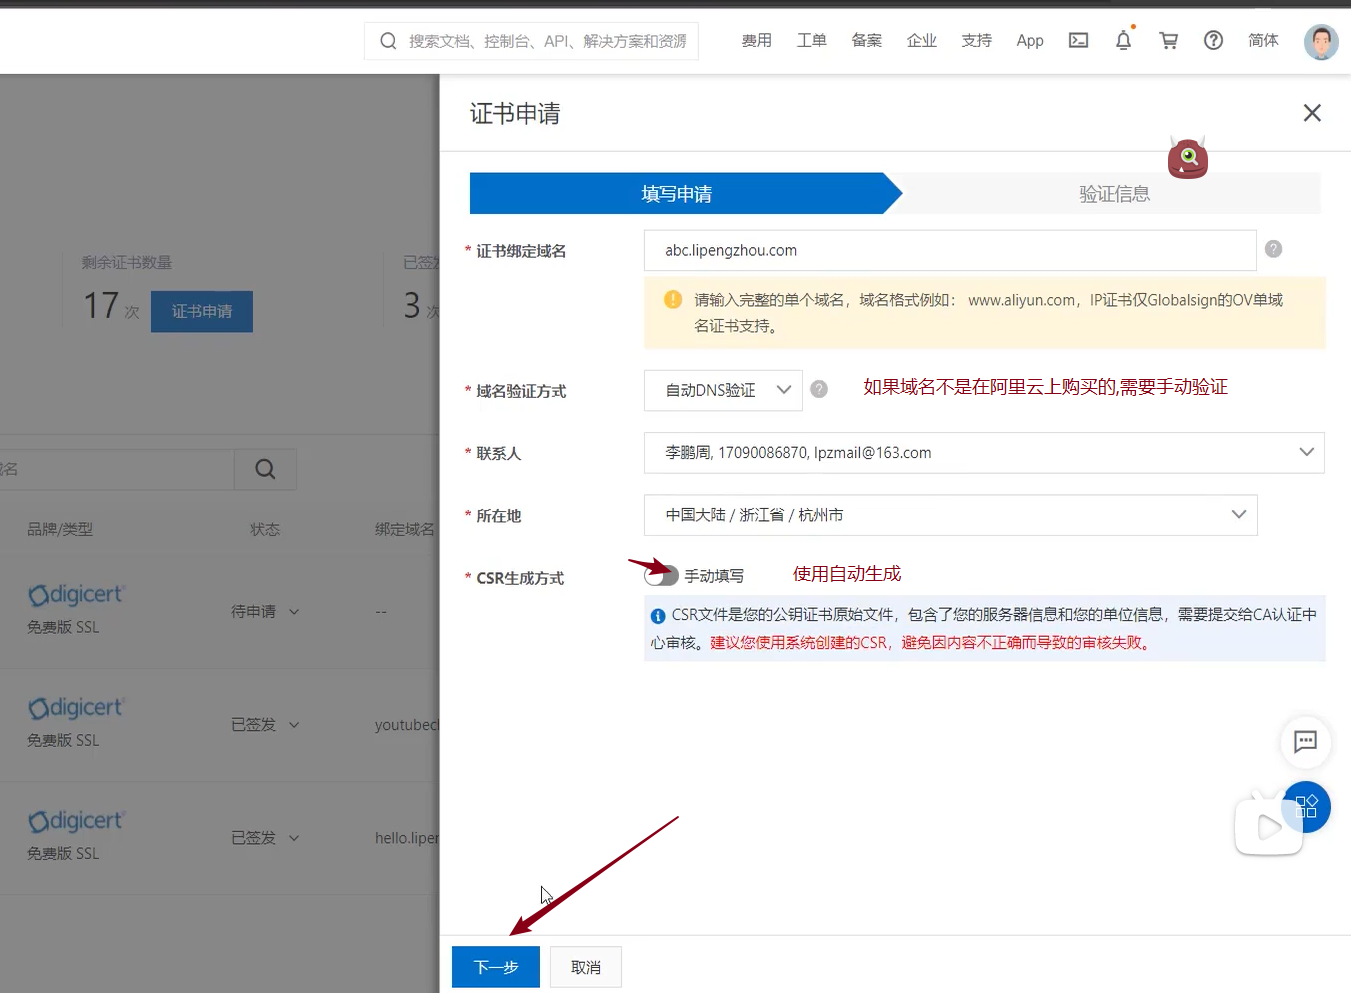 搜索文档、控制台、API、解决方案和资源
费用 工单 备案 企业 支持 App 简体
证书申请
填写申请 验证信息
* 证书绑定域名 abc.lipengzhou.com
请输入完整的单个域名，域名格式例如： www.aliyun.com，IP证书仅Globalsign的OV单域
名证书支持。
剩余证书数量 已签
17 次 证书申请 3 次
* 域名验证方式 自动DNS验证 如果域名不是在阿里云上购买的,需要手动验证
* 联系人 李鹏周, 17090086870, lpzmail@163.com
* 所在地 中国大陆 / 浙江省 / 杭州市
* CSR生成方式 手动填写 使用自动生成
CSR文件是您的公钥证书原始文件，包含了您的服务器信息和您的单位信息，需要提交给CA认证中
心审核。建议您使用系统创建的CSR，避免因内容不正确而导致的审核失败。
名
品牌/类型 状态 绑定域名
digicert
免费版 SSL
待申请 --
digicert
免费版 SSL
已签发 youtubecl
digicert
免费版 SSL
已签发 hello.liper
下一步 取消